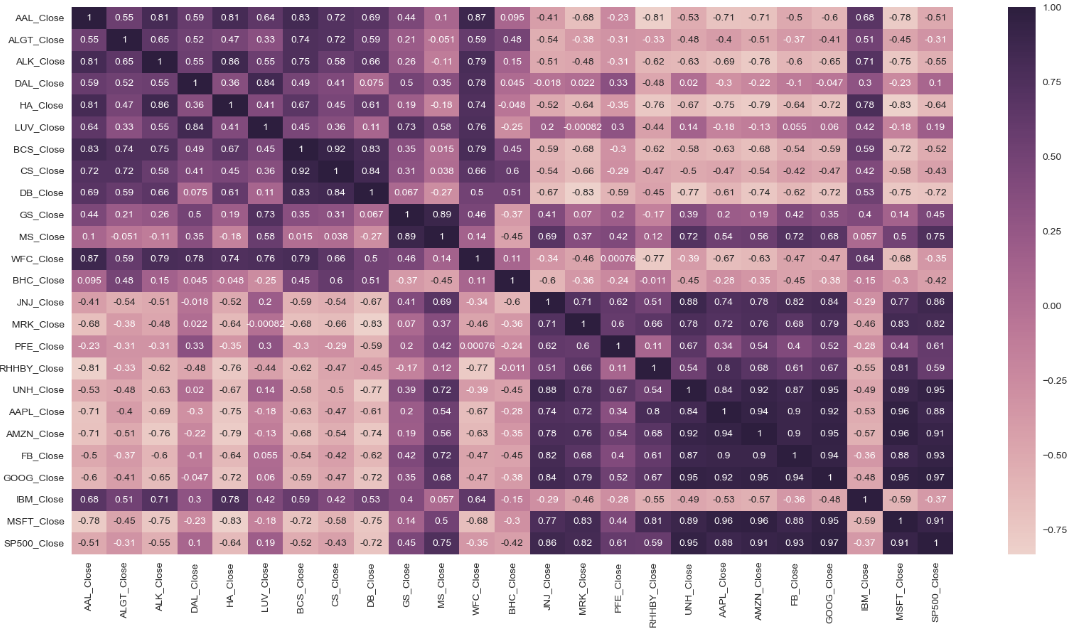 AAL_Close 1 0.55 0.81 0.59 0.81 0.64 0.83 0.72 0.69 0.44 0.1 0.87 0.095 -0.41 -0.68 -0.23 -0.81 -0.53 -0.71 -0.71 -0.5 -0.6 0.68 -0.78 -0.51
ALGT_Close 0.55 1 0.65 0.52 0.47 0.33 0.74 0.72 0.59 0.21 -0.051 0.59 0.48 -0.54 -0.38 -0.31 -0.33 -0.48 -0.4 -0.51 -0.37 -0.41 0.51 -0.45 -0.31
ALK_Close 0.81 0.65 1 0.55 0.86 0.55 0.75 0.58 0.66 0.26 -0.11 0.79 0.15 -0.51 -0.48 -0.31 -0.62 -0.63 -0.69 -0.76 -0.6 -0.65 0.71 -0.75 -0.55
DAL_Close 0.59 0.52 0.55 1 0.36 0.84 0.49 0.41 0.075 0.5 0.35 0.78 0.045 -0.018 0.022 0.33 -0.48 0.02 -0.3 -0.22 -0.1 -0.047 0.3 -0.23 0.1
HA_Close 0.81 0.47 0.86 0.36 1 0.41 0.67 0.45 0.61 0.19 -0.18 0.74 -0.048 -0.52 -0.64 -0.35 -0.76 -0.67 -0.75 -0.79 -0.64 -0.72 0.78 -0.83 -0.64
LUV_Close 0.64 0.33 0.55 0.84 0.41 1 0.45 0.36 0.11 0.73 0.58 0.76 -0.25 0.2 -0.00082 0.3 -0.44 0.14 -0.18 -0.13 0.055 0.06 0.42 -0.18 0.19
BCS_Close 0.83 0.74 0.75 0.49 0.67 0.45 1 0.92 0.83 0.35 0.015 0.79 0.45 -0.59 -0.68 -0.3 -0.62 -0.58 -0.63 -0.68 -0.54 -0.59 0.59 -0.72 -0.52
CS_Close 0.72 0.72 0.58 0.41 0.45 0.36 0.92 1 0.84 0.31 0.038 0.66 0.6 -0.54 -0.66 -0.29 -0.47 -0.5 -0.47 -0.54 -0.42 -0.47 0.42 -0.58 -0.43
DB_Close 0.69 0.59 0.66 0.075 0.61 0.11 0.83 0.84 1 0.067 -0.27 0.5 0.51 -0.67 -0.83 -0.59 -0.45 -0.77 -0.61 -0.74 -0.62 -0.72 0.53 -0.75 -0.72
GS_Close 0.44 0.21 0.26 0.5 0.19 0.73 0.35 0.31 0.067 1 0.89 0.46 -0.37 0.41 0.07 0.2 -0.17 0.39 0.2 0.19 0.42 0.35 0.4 0.14 0.45
MS_Close 0.1 -0.051 -0.11 0.35 -0.18 0.58 0.015 0.038 -0.27 0.89 1 0.14 -0.45 0.69 0.37 0.42 0.12 0.72 0.54 0.56 0.72 0.68 0.057 0.5 0.75
WFC_Close 0.87 0.59 0.79 0.78 0.74 0.76 0.79 0.66 0.5 0.46 0.14 1 0.11 -0.34 -0.46 0.00076 -0.77 -0.39 -0.67 -0.63 -0.47 -0.47 0.64 -0.68 -0.35
BHC_Close 0.095 0.48 0.15 0.045 -0.048 -0.25 0.45 0.6 0.51 -0.37 -0.45 0.11 1 -0.6 -0.36 -0.24 -0.011 -0.45 -0.28 -0.35 -0.45 -0.38 -0.15 -0.3 -0.42
JNJ_Close -0.41 -0.54 -0.51 -0.018 -0.52 0.2 -0.59 -0.54 -0.67 0.41 0.69 -0.34 -0.6 1 0.71 0.62 0.51 0.88 0.74 0.78 0.82 0.84 -0.29 0.77 0.86
MRK_Close -0.68 -0.38 -0.48 0.022 -0.64 -0.00082 -0.68 -0.66 -0.83 0.07 0.37 -0.46 -0.36 0.71 1 0.6 0.66 0.78 0.72 0.76 0.68 0.79 -0.46 0.83 0.82
PFE_Close -0.23 -0.31 -0.31 0.33 -0.35 0.3 -0.3 -0.29 -0.59 0.2 0.42 0.00076 -0.24 0.62 0.6 1 0.11 0.67 0.34 0.54 0.4 0.52 -0.28 0.44 0.61
RHHBY_Close -0.81 -0.33 -0.62 -0.48 -0.76 -0.44 -0.62 -0.47 -0.45 -0.17 0.12 -0.77 -0.011 0.51 0.66 0.11 1 0.54 0.8 0.68 0.61 0.67 -0.55 0.81 0.59
UNH_Close -0.53 -0.48 -0.63 0.02 -0.67 0.14 -0.58 -0.5 -0.77 0.39 0.72 -0.39 -0.45 0.88 0.78 0.67 0.54 1 0.84 0.92 0.87 0.95 -0.49 0.89 0.95
AAPL_Close -0.71 -0.4 -0.69 -0.3 -0.75 -0.18 -0.63 -0.47 -0.61 0.2 0.54 -0.67 -0.28 0.74 0.72 0.34 0.8 0.84 1 0.94 0.9 0.92 -0.53 0.96 0.88
AMZN_Close -0.71 -0.51 -0.76 -0.22 -0.79 -0.13 -0.68 -0.54 -0.74 0.19 0.56 -0.63 -0.35 0.78 0.76 0.54 0.68 0.92 0.94 1 0.9 0.95 -0.57 0.96 0.91
FB_Close -0.5 -0.37 -0.6 -0.1 -0.64 0.055 -0.54 -0.42 -0.62 0.42 0.72 -0.47 -0.45 0.82 0.68 0.4 0.61 0.87 0.9 0.9 1 0.94 -0.36 0.88 0.93
GOOG_Close -0.6 -0.41 -0.65 -0.047 -0.72 0.06 -0.59 -0.47 -0.72 0.35 0.68 -0.47 -0.38 0.84 0.79 0.52 0.67 0.95 0.92 0.95 0.94 1 -0.48 0.95 0.97
IBM_Close 0.68 0.51 0.71 0.3 0.78 0.42 0.59 0.42 0.53 0.4 0.057 0.64 -0.15 -0.29 -0.46 -0.28 -0.55 -0.49 -0.53 -0.57 -0.36 -0.48 1 -0.59 -0.37
MSFT_Close -0.78 -0.45 -0.75 -0.23 -0.83 -0.18 -0.72 -0.58 -0.75 0.14 0.5 -0.68 -0.3 0.77 0.83 0.44 0.81 0.89 0.96 0.96 0.88 0.95 -0.59 1 0.91
SP500_Close -0.51 -0.31 -0.55 0.1 -0.64 0.19 -0.52 -0.43 -0.72 0.45 0.75 -0.35 -0.42 0.86 0.82 0.61 0.59 0.95 0.88 0.91 0.93 0.97 -0.37 0.91 1
AAL_Close ALGT_Close ALK_Close DAL_Close HA_Close LUV_Close BCS_Close CS_Close DB_Close GS_Close MS_Close WFC_Close BHC_Close JNJ_Close MRK_Close PFE_Close RHHBY_Close UNH_Close AAPL_Close AMZN_Close FB_Close GOOG_Close IBM_Close MSFT_Close SP500_Close
1.00
0.75
0.50
0.25
0.00
−0.25
−0.50
−0.75